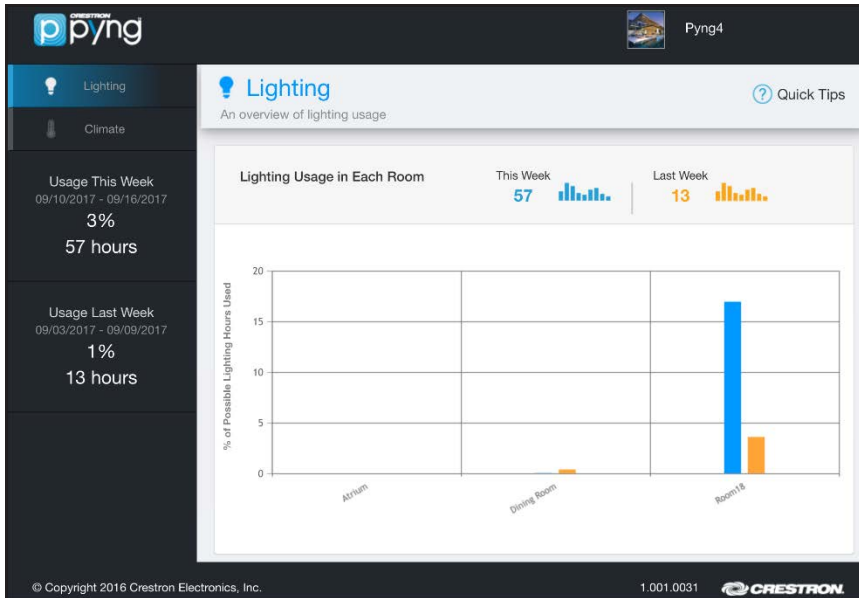 CRESTRON
pyng
Pyng4
Lighting
Climate
Usage This Week
09/10/2017 - 09/16/2017
3%
57 hours
Usage Last Week
09/03/2017 - 09/09/2017
1%
13 hours
Lighting
An overview of lighting usage
? Quick Tips
Lighting Usage in Each Room
This Week
57
Last Week
13
% of Possible Lighting Hours Used
20
15
10
5
0
Atrium
Dining Room
Room18
© Copyright 2016 Crestron Electronics, Inc.
1.001.0031
CRESTRON.